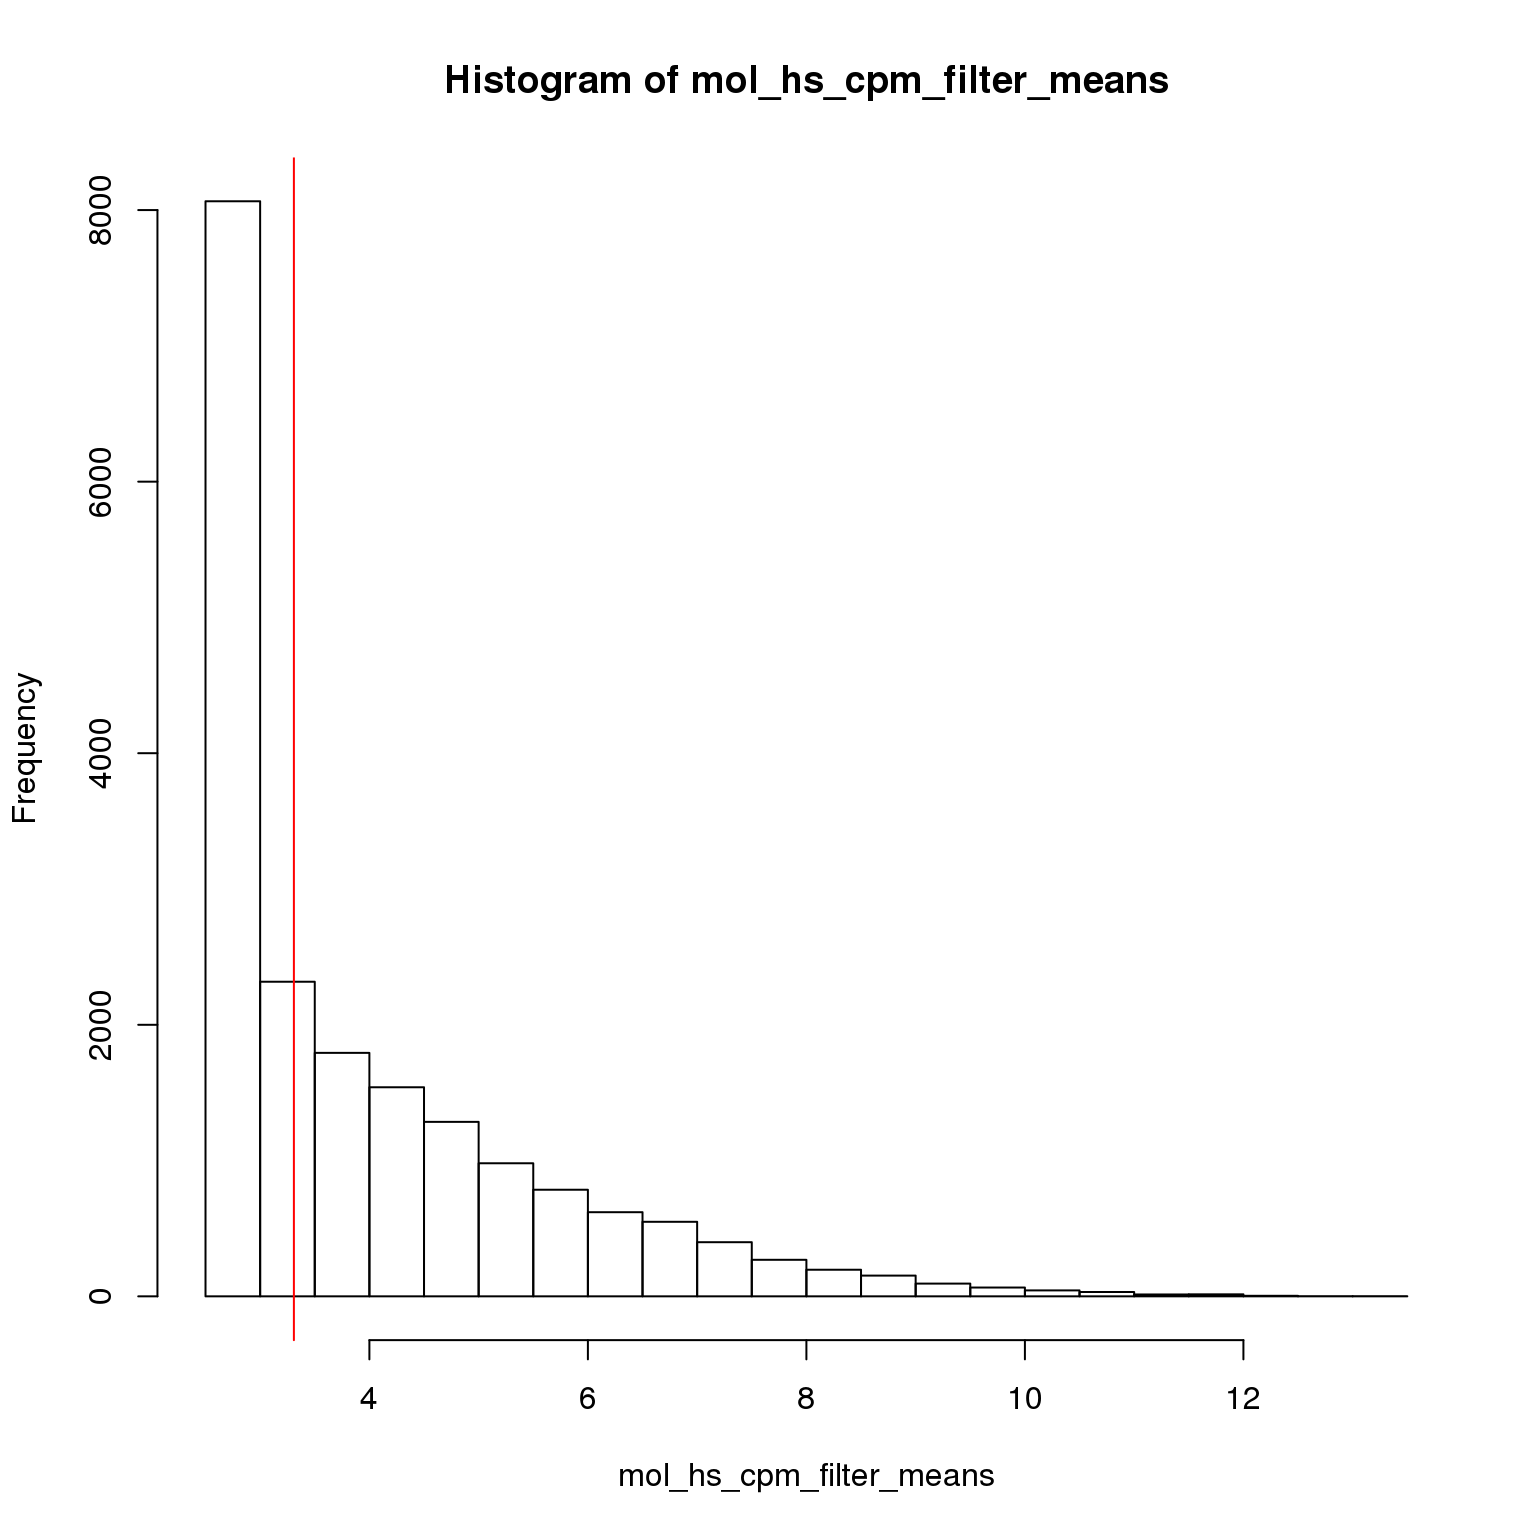 Histogram of mol_hs_cpm_filter_means
8000
6000
4000
2000
0
Frequency
4 6 8 10 12
mol_hs_cpm_filter_means